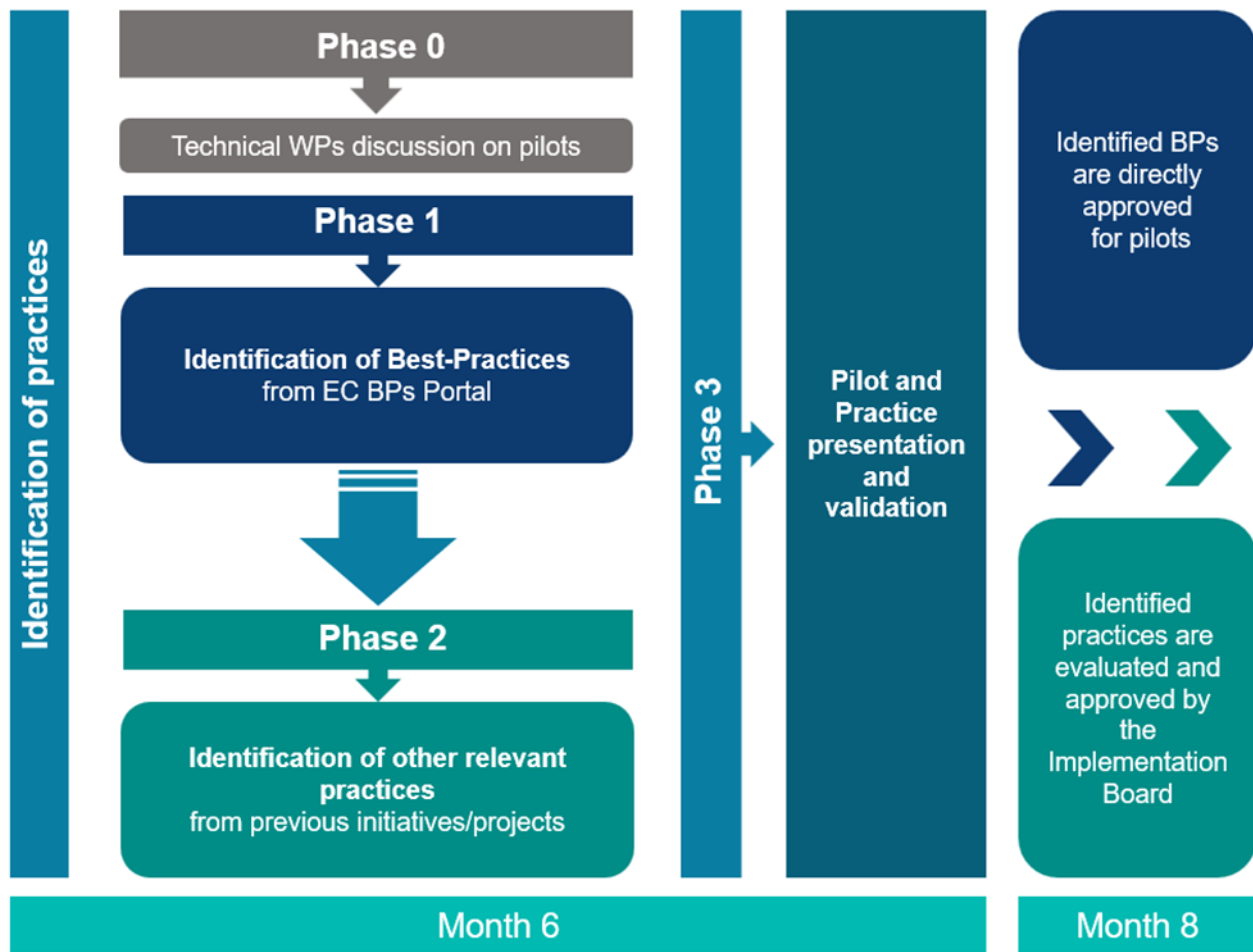 Identification of practices
Phase 0
Technical WPs discussion on pilots
Phase 1
Identification of Best-Practices
from EC BPs Portal
Phase 2
Identification of other relevant
practices
from previous initiatives/projects
Phase 3
Pilot and
Practice
presentation
and
validation
Identified BPs
are directly
approved
for pilots
Identified
practices are
evaluated and
approved by
the
Implementation
Board
Month 6
Month 8